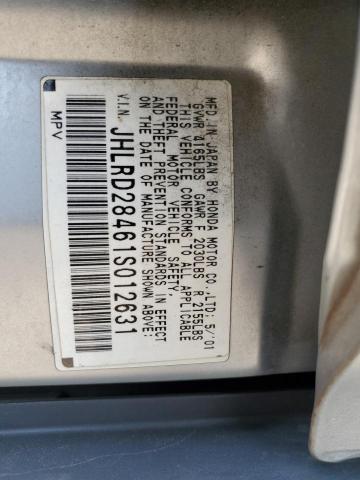 MFD. IN JAPAN BY HONDA MOTOR CO., LTD: 5/'01
GVWR 4165LBS GAWR F 2030LBS R 2155LBS
THIS VEHICLE CONFORMS TO ALL APPLICABLE
FEDERAL MOTOR VEHICLE SAFETY,
AND THEFT PREVENTION STANDARDS IN EFFECT
ON THE DATE OF MANUFACTURE SHOWN ABOVE:
V.I.N. JHLRD28461S012631
MPV